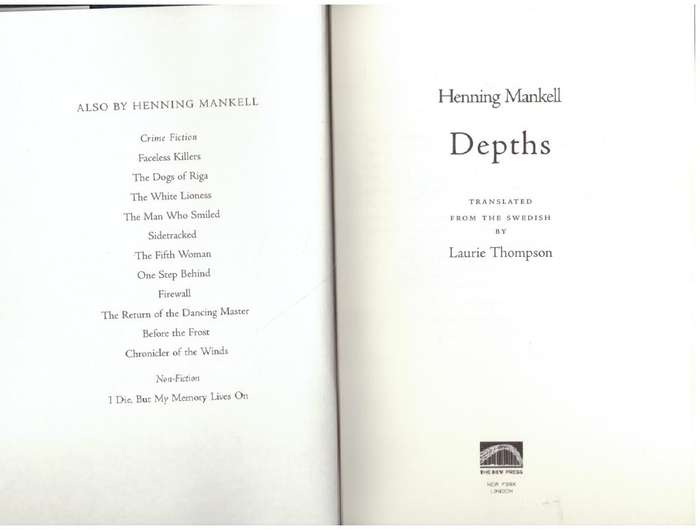 ALSO BY HENNING MANKELL
Crime Fiction
Faceless Killers
The Dogs of Riga
The White Lioness
The Man Who Smiled
Sidetracked
The Fifth Woman
One Step Behind
Firewall
The Return of the Dancing Master
Before the Frost
Chronicler of the Winds
Non-Fiction
I Die, But My Memory Lives On
Henning Mankell
Depths
TRANSLATED
FROM THE SWEDISH
BY
Laurie Thompson
THE NEW PRESS
NEW YORK
LONDON